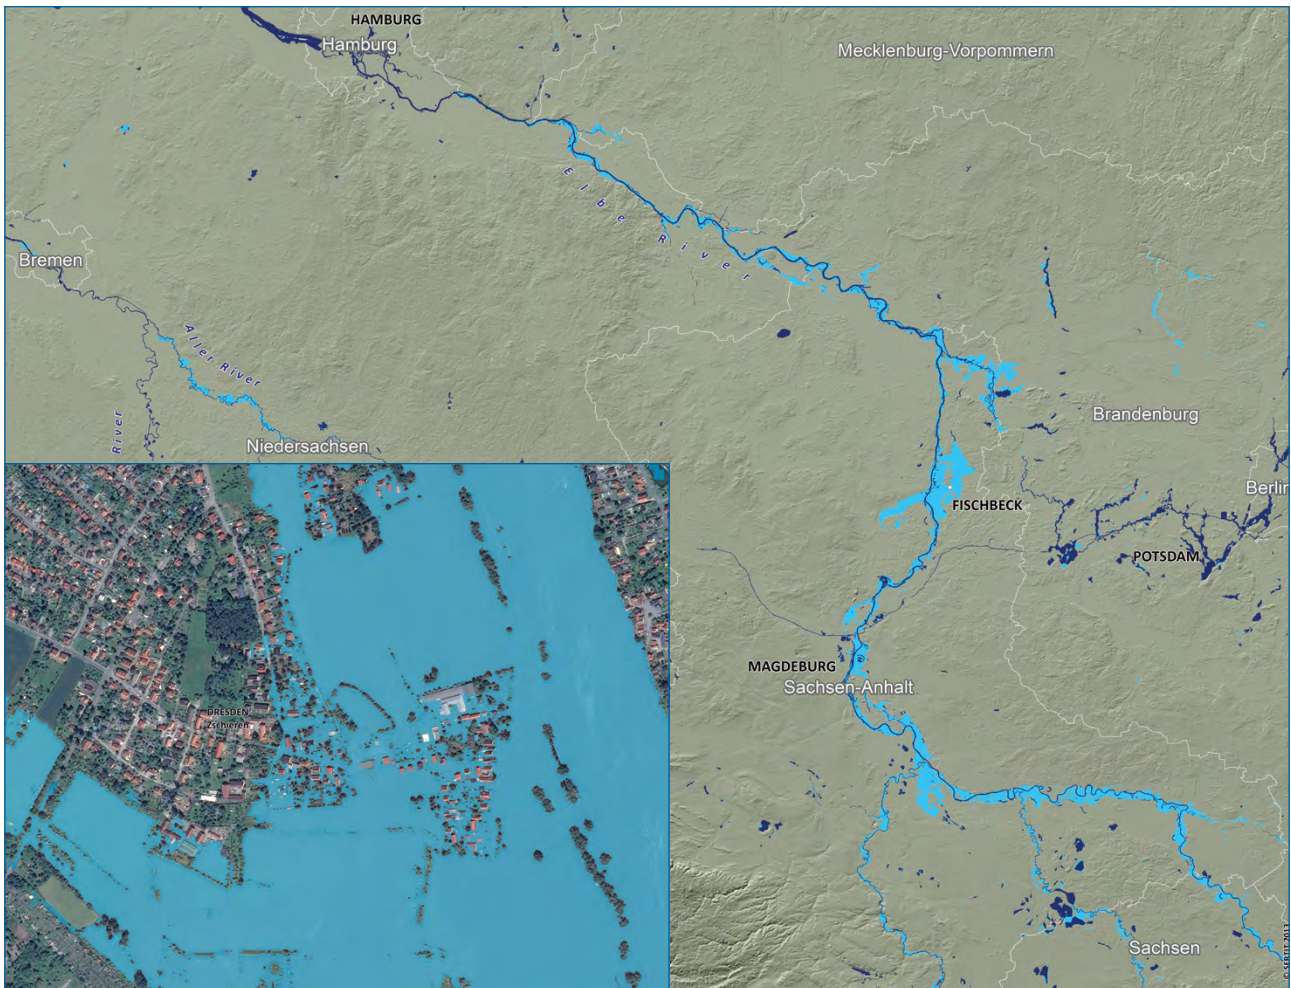 HAMBURG
Hamburg
Mecklenburg-Vorpommern
Elbe River
Bremen
Aller River
River
Niedersachsen
Brandenburg
Berlin
FISCHBECK
POTSDAM
MAGDEBURG
Sachsen-Anhalt
DRESDEN
Zschieren
Sachsen
© SERTIT 2013